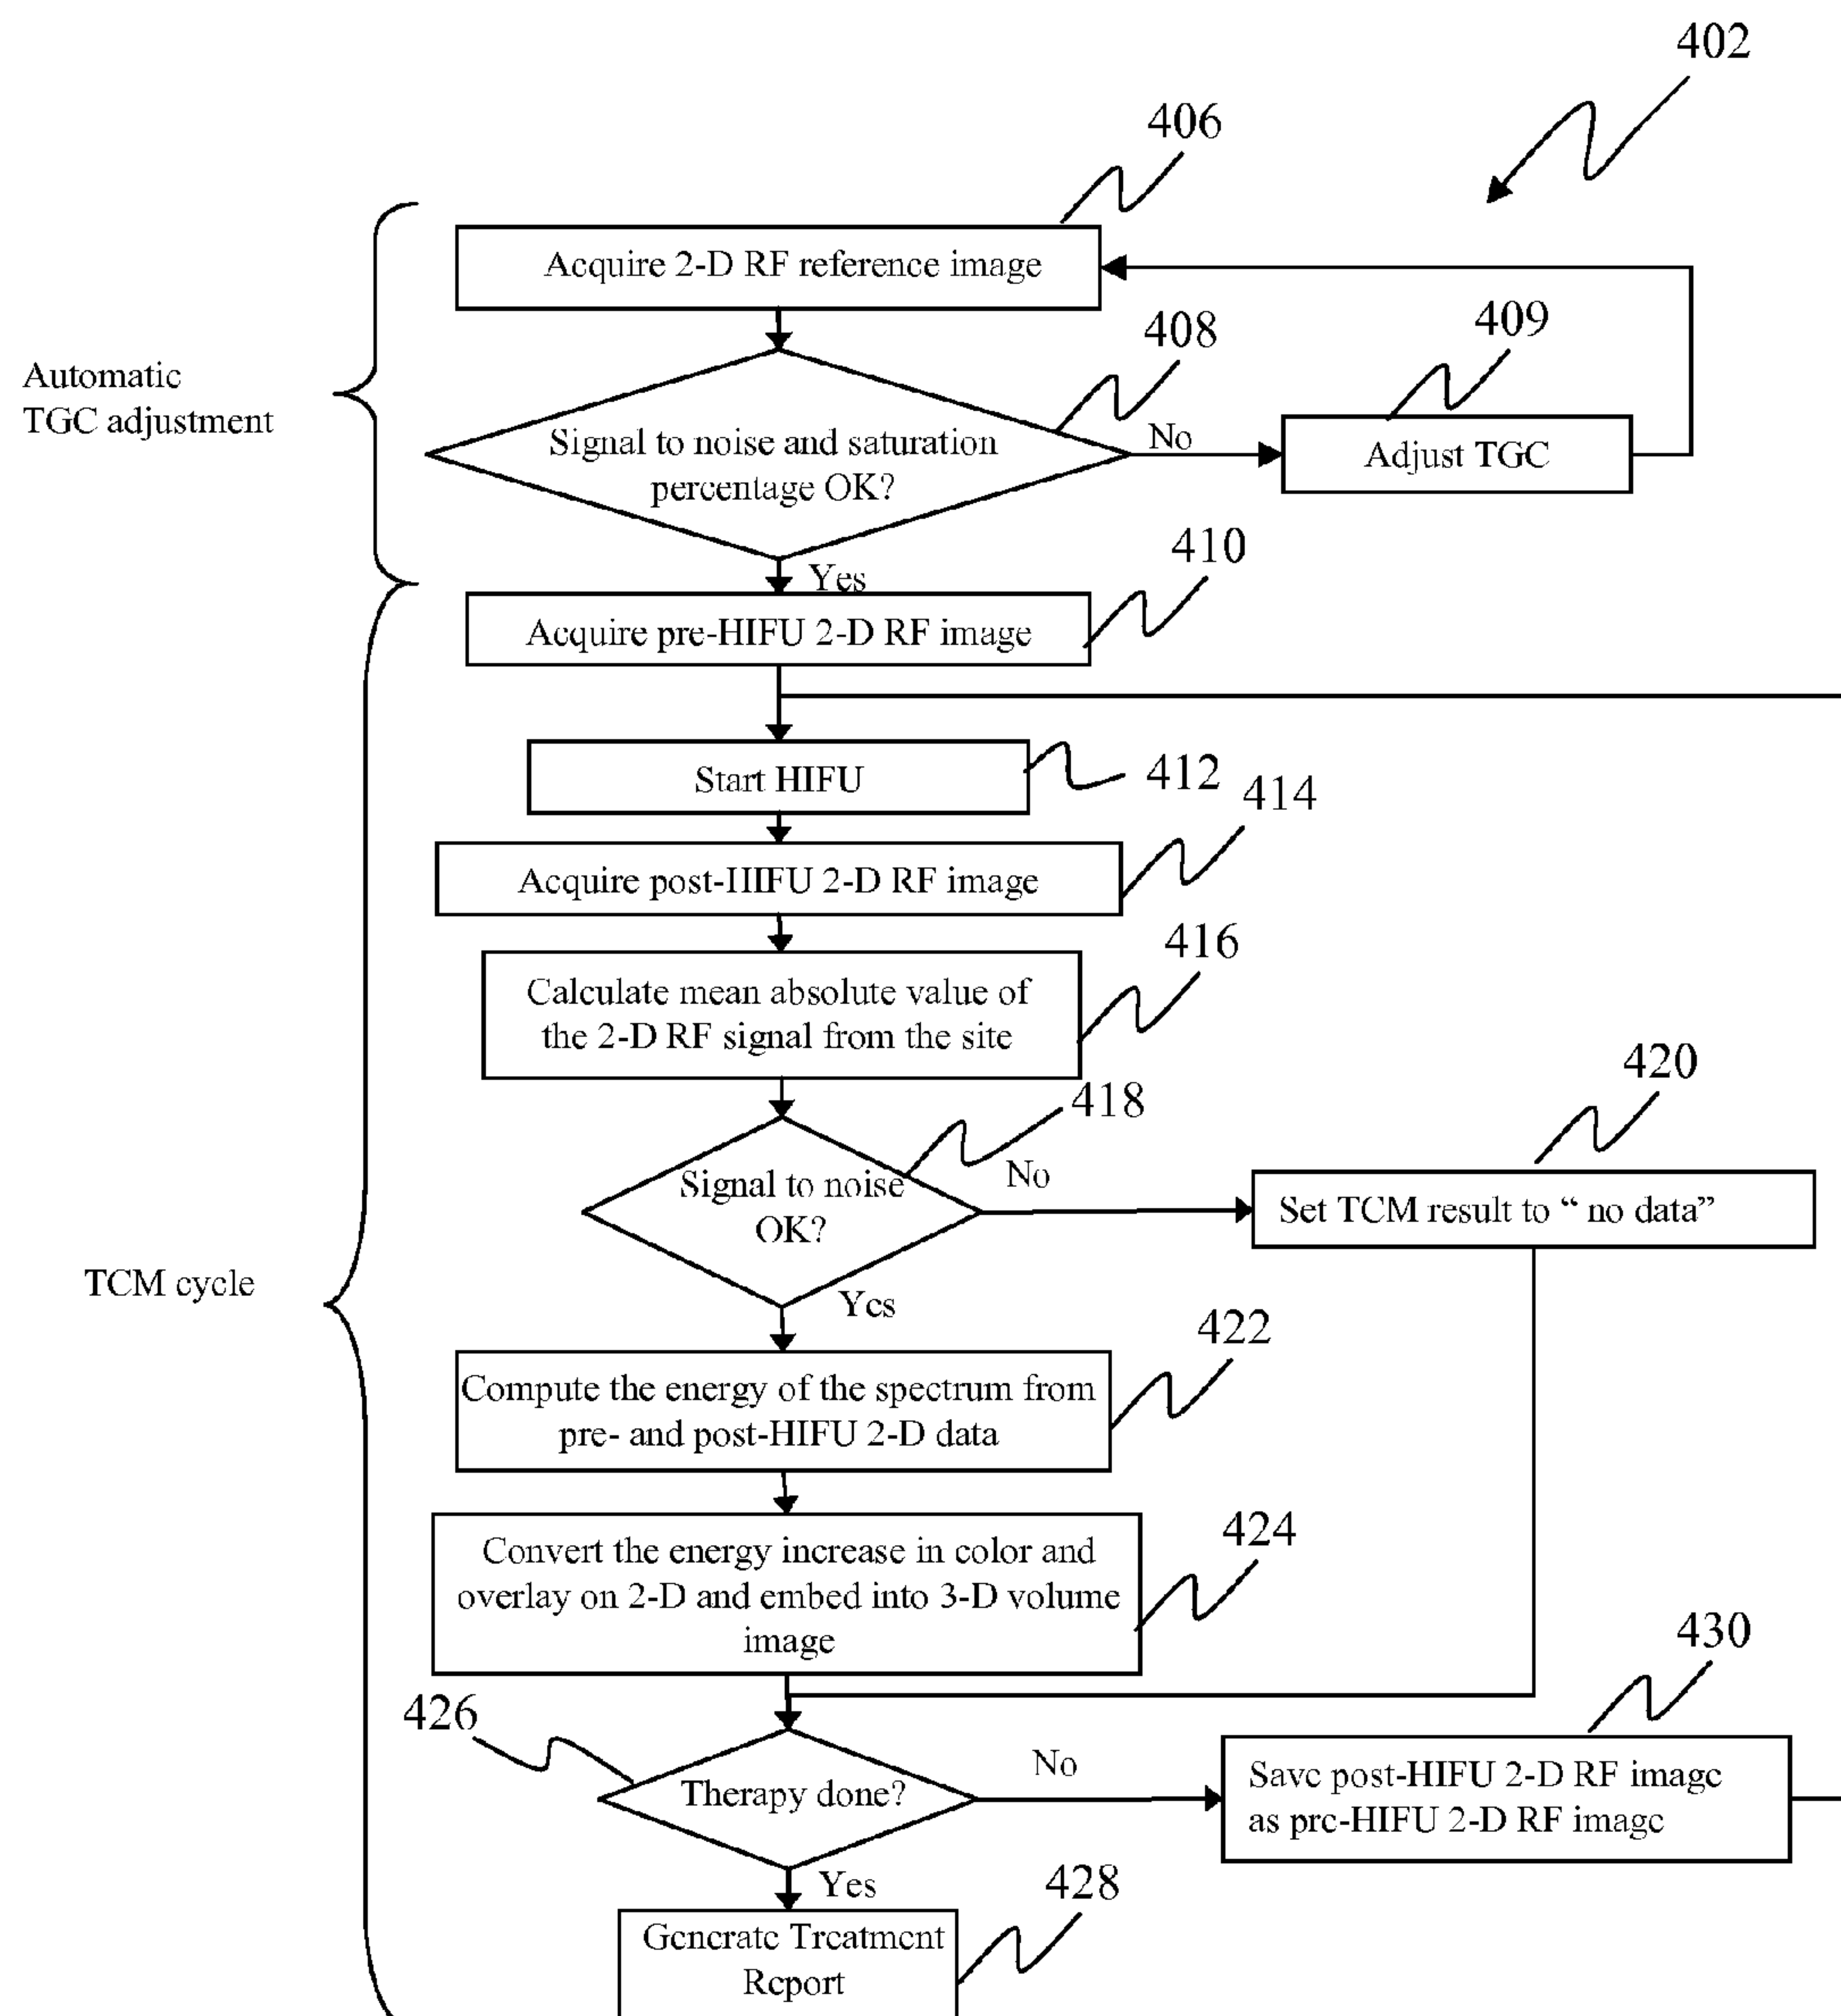 402
406
Acquire 2-D RF reference image
408
409
Automatic
TGC adjustment
Signal to noise and saturation
percentage OK?
No
Adjust TGC
410
Yes
Acquire pre-HIFU 2-D RF image
Start HIFU
412
414
Acquire post-HIFU 2-D RF image
416
Calculate mean absolute value of
the 2-D RF signal from the site
420
418
Signal to noise
OK?
No
Set TCM result to “ no data”
TCM cycle
Yes
422
Compute the energy of the spectrum from
pre- and post-HIFU 2-D data
424
Convert the energy increase in color and
overlay on 2-D and embed into 3-D volume
image
430
426
Therapy done?
No
Save post-HIFU 2-D RF image
as pre-HIFU 2-D RF image
Yes
428
Generate Treatment
Report